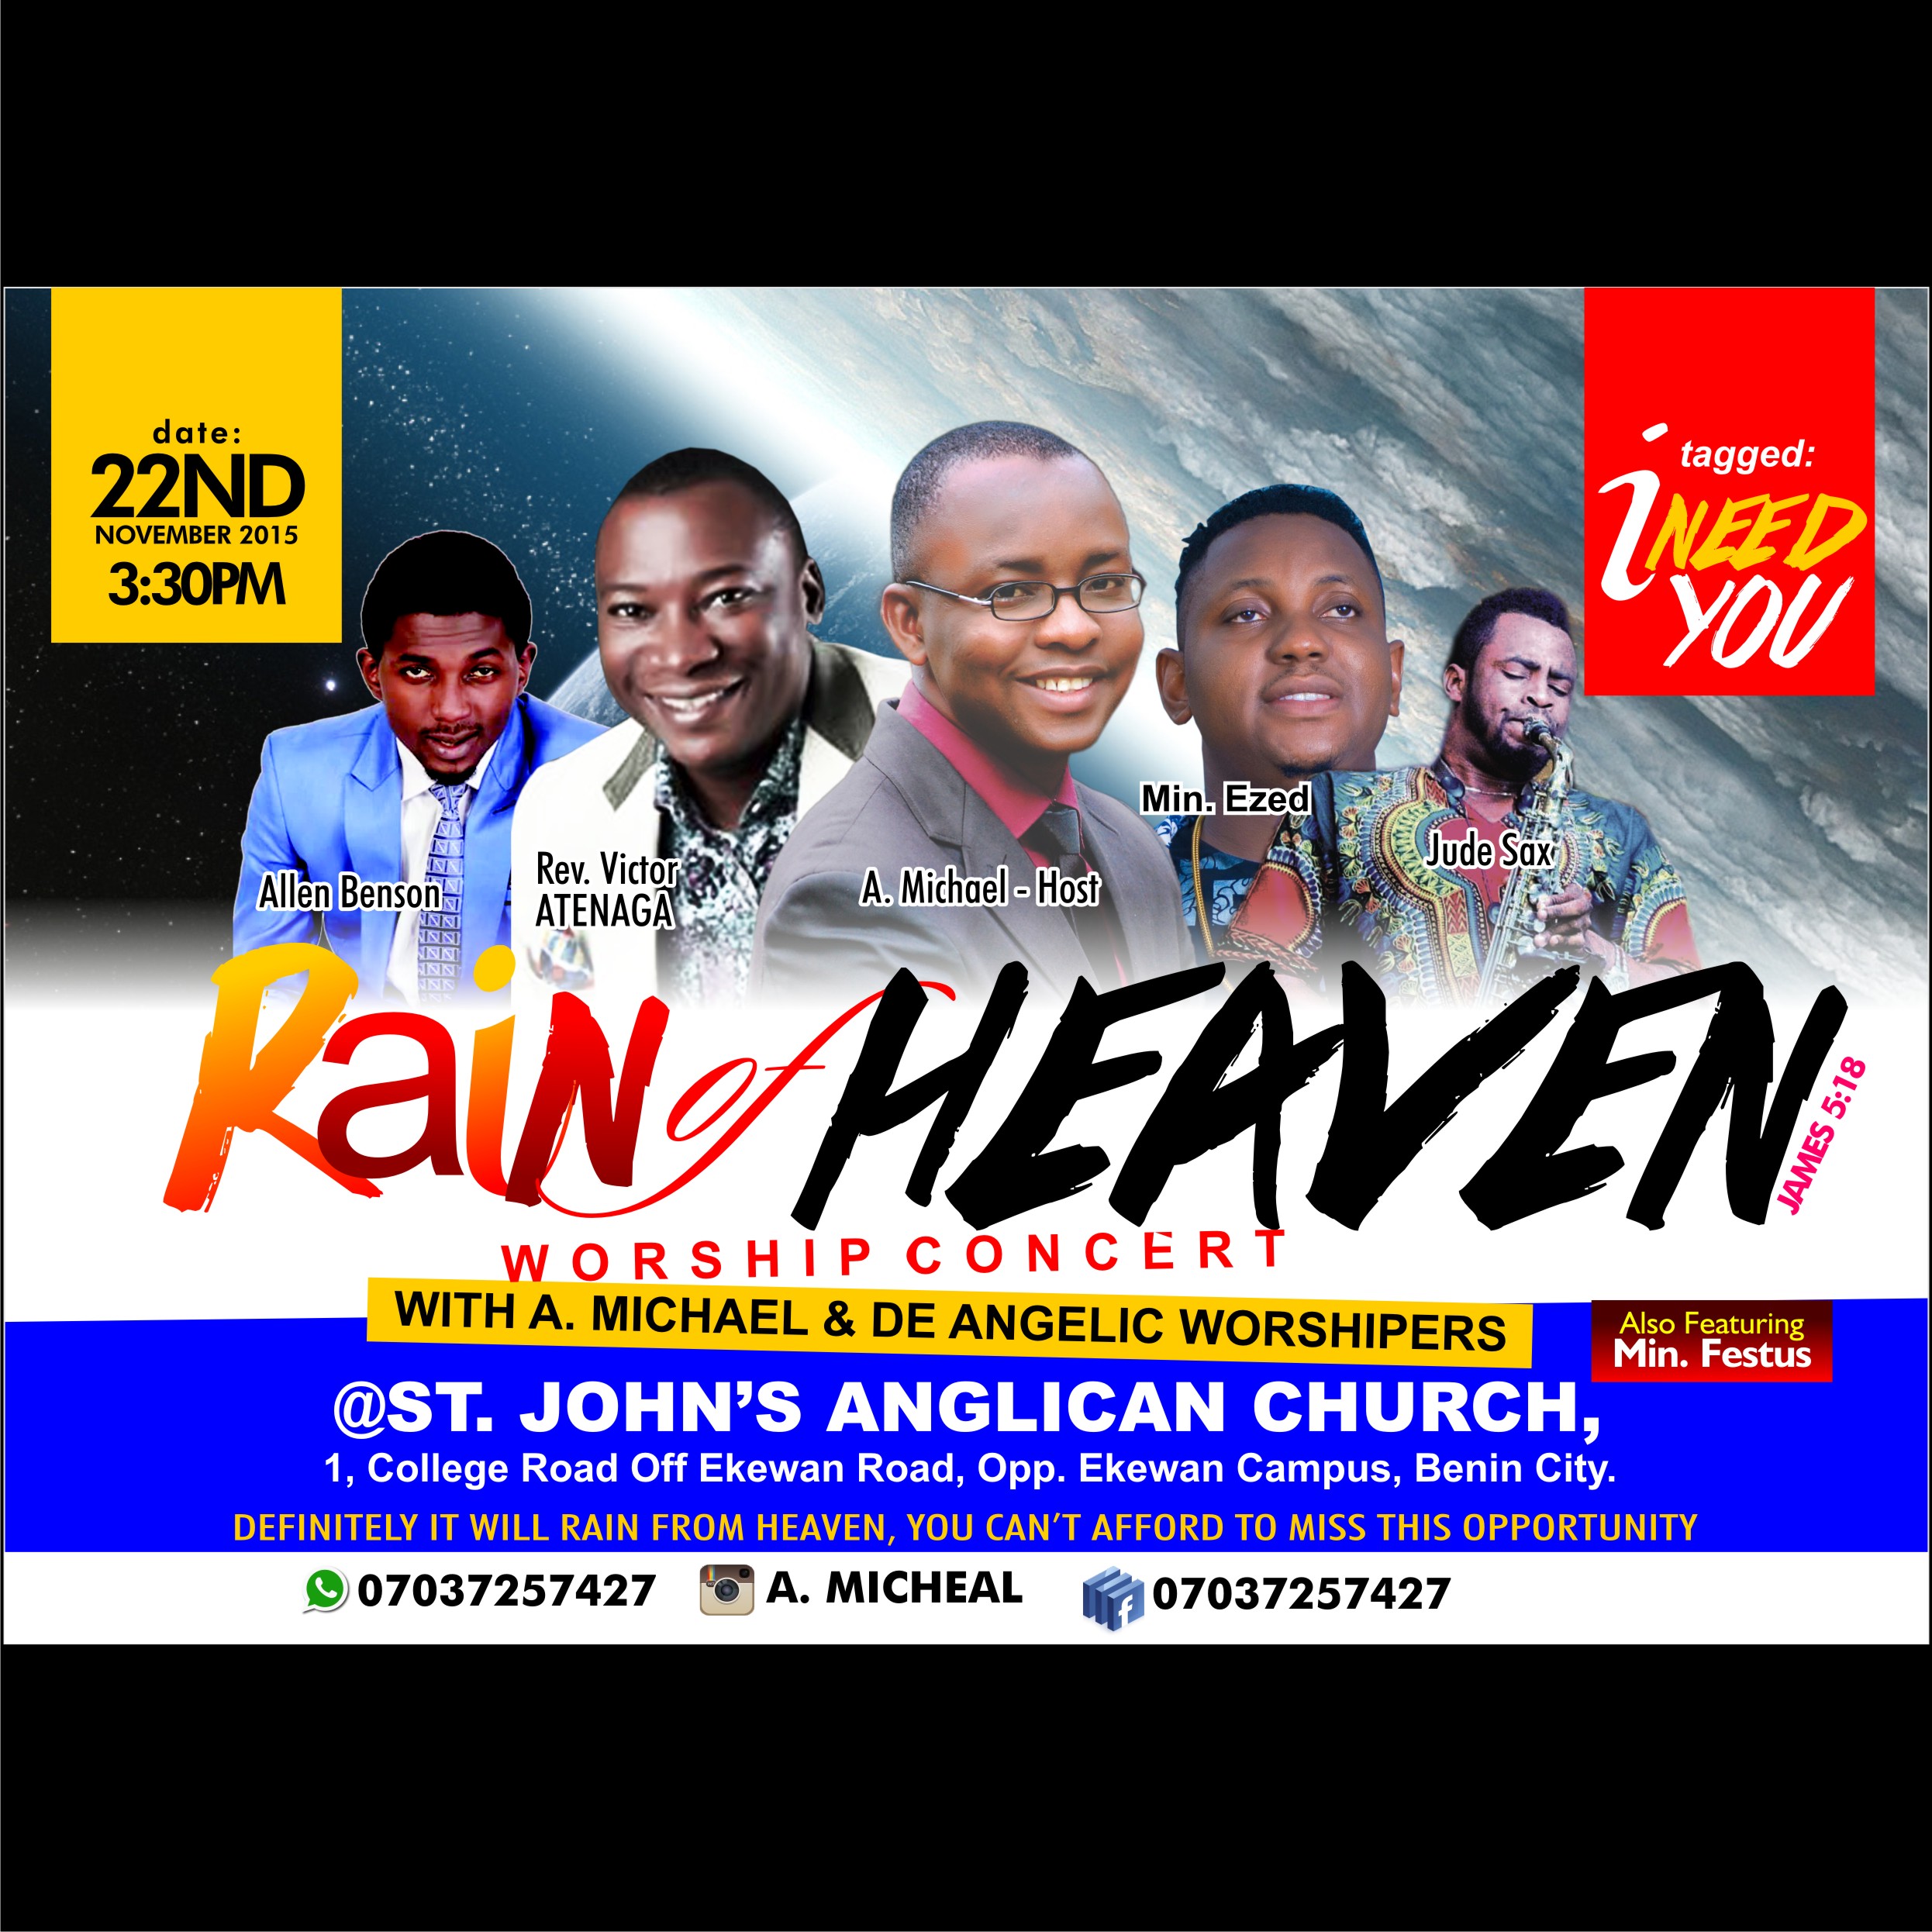 date:
22ND
NOVEMBER 2015
3:30PM
tagged:
i NEED
YOU
Allen Benson
Rev. Victor
ATENAGA
A. Michael - Host
Min. Ezed
Jude Sax
Rain of HEAVEN
JAMES 5:18
WORSHIP CONCERT
WITH A. MICHAEL & DE ANGELIC WORSHIPERS
Also Featuring
Min. Festus
@ST. JOHN'S ANGLICAN CHURCH,
1, College Road Off Ekewan Road, Opp. Ekewan Campus, Benin City.
DEFINITELY IT WILL RAIN FROM HEAVEN, YOU CAN'T AFFORD TO MISS THIS OPPORTUNITY
07037257427 A. MICHEAL f 07037257427